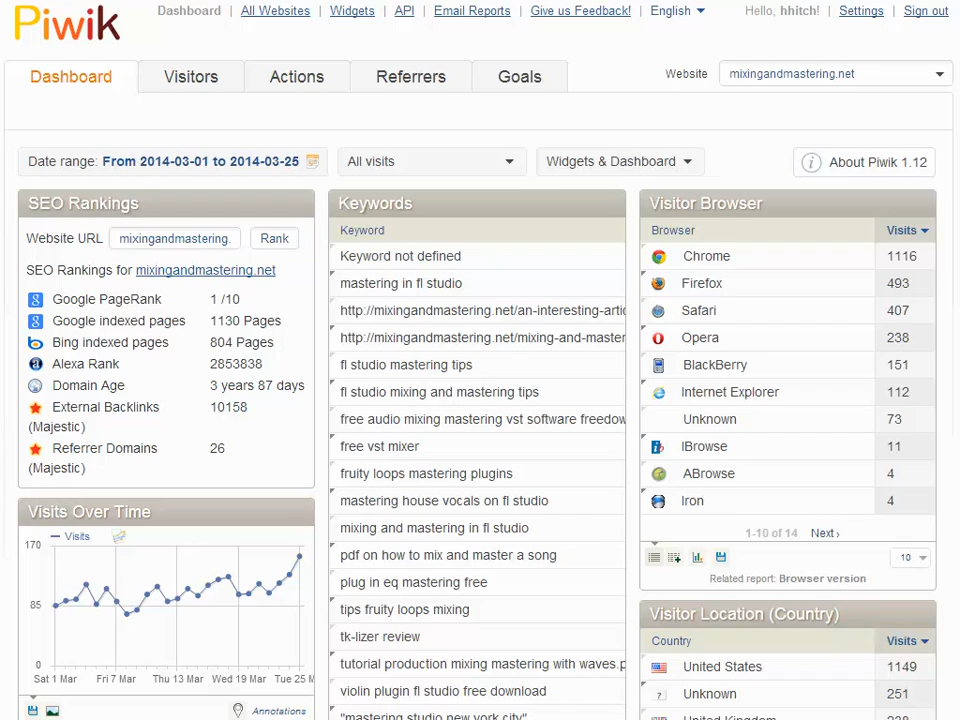 Piwik
Dashboard | All Websites | Widgets | API | Email Reports | Give us Feedback! | English
Hello, hhitch! | Settings | Sign out
Dashboard
Visitors
Actions
Referrers
Goals
Website
mixingandmastering.net
Date range: From 2014-03-01 to 2014-03-25
All visits
Widgets & Dashboard
About Piwik 1.12
SEO Rankings
Website URL mixingandmastering. Rank
SEO Rankings for mixingandmastering.net
Google PageRank 1 /10
Google indexed pages 1130 Pages
Bing indexed pages 804 Pages
Alexa Rank 2853838
Domain Age 3 years 87 days
External Backlinks 10158
(Majestic)
Referrer Domains 26
(Majestic)
Visits Over Time
Visits
170
85
0
Sat 1 Mar Fri 7 Mar Thu 13 Mar Wed 19 Mar Tue 25 M
Annotations
Keywords
Keyword
Keyword not defined
mastering in fl studio
http://mixingandmastering.net/an-interesting-artic
http://mixingandmastering.net/mixing-and-master
fl studio mastering tips
fl studio mixing and mastering tips
free audio mixing mastering vst software freedow
free vst mixer
fruity loops mastering plugins
mastering house vocals on fl studio
mixing and mastering in fl studio
pdf on how to mix and master a song
plug in eq mastering free
tips fruity loops mixing
tk-lizer review
tutorial production mixing mastering with waves.p
violin plugin fl studio free download
"mastering studio new york city"
Visitor Browser
Browser Visits
Chrome 1116
Firefox 493
Safari 407
Opera 238
BlackBerry 151
Internet Explorer 112
Unknown 73
IBrowse 11
ABrowse 4
Iron 4
1-10 of 14 Next ›
10
Related report: Browser version
Visitor Location (Country)
Country Visits
United States 1149
Unknown 251
United Kingdom 238